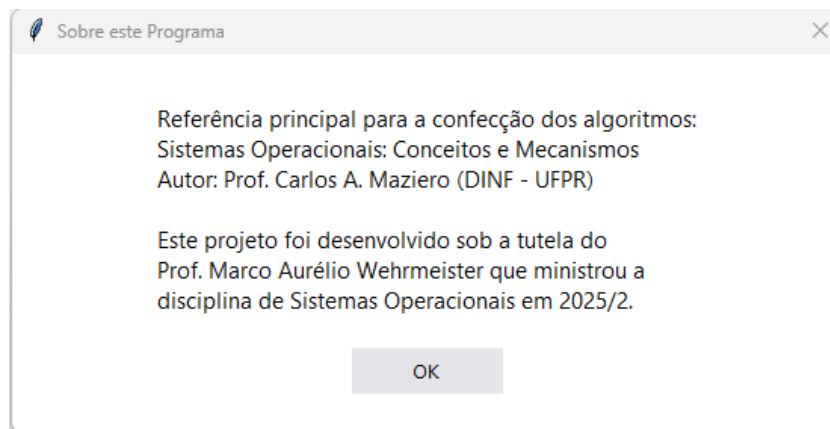 Sobre este Programa
Referência principal para a confecção dos algoritmos:
Sistemas Operacionais: Conceitos e Mecanismos
Autor: Prof. Carlos A. Maziero (DINF - UFPR)
Este projeto foi desenvolvido sob a tutela do
Prof. Marco Aurélio Wehrmeister que ministrou a
disciplina de Sistemas Operacionais em 2025/2.
OK